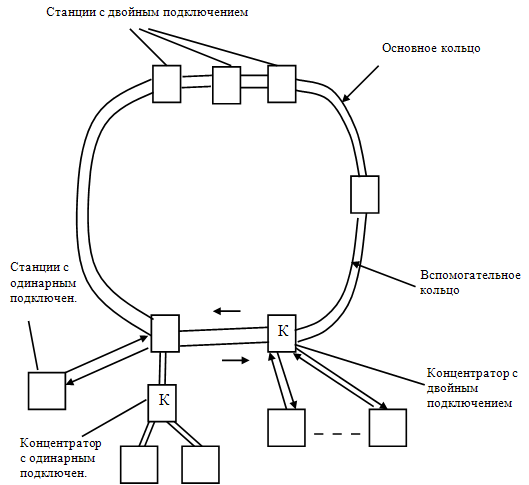 Станции с двойным подключением
Основное кольцо
Станции с
одинарным
подключен.
Вспомогательное
кольцо
К
Концентратор с
двойным
подключением
К
Концентратор
с одинарным
подключен.